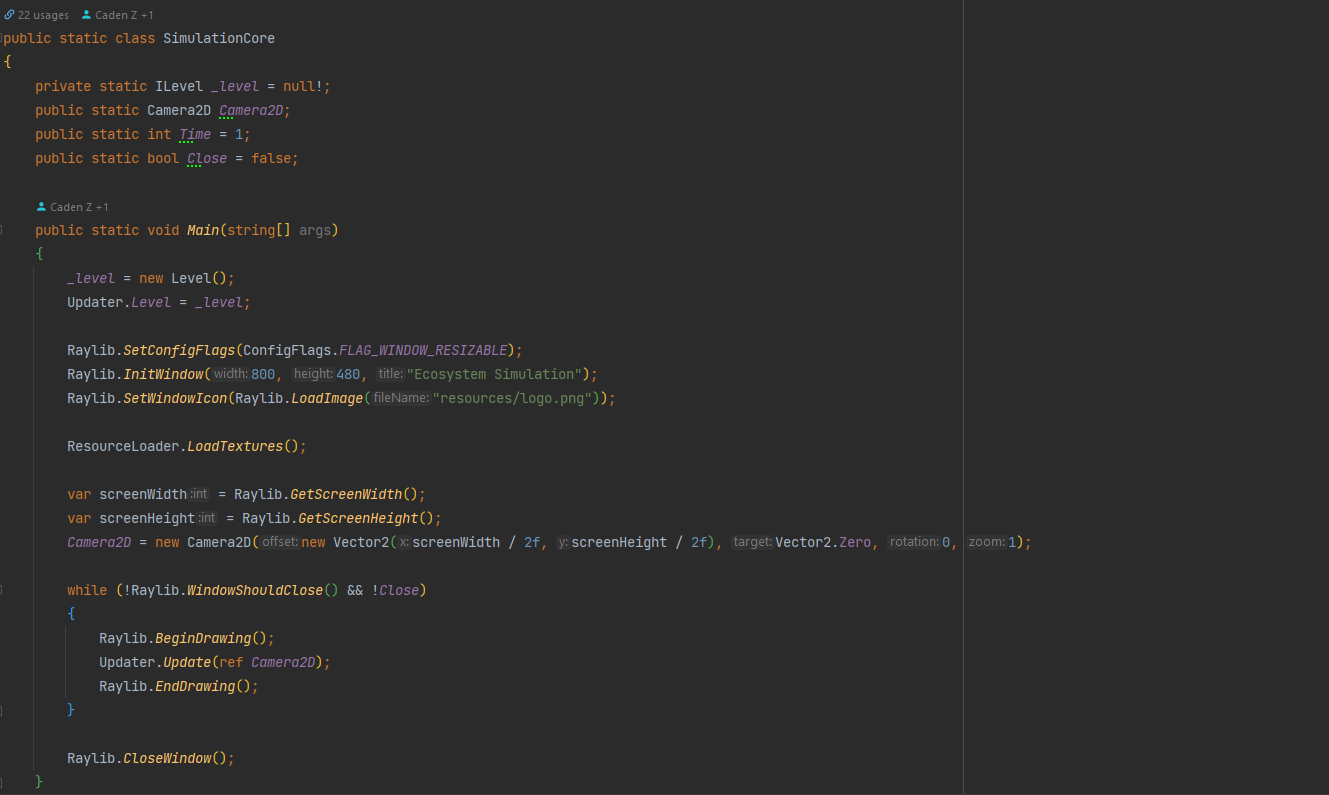 22 usages Caden Z +1
public static class SimulationCore
{
    private static ILevel _level = null!;
    public static Camera2D Camera2D;
    public static int Time = 1;
    public static bool Close = false;

    Caden Z +1
    public static void Main(string[] args)
    {
        _level = new Level();
        Updater.Level = _level;

        Raylib.SetConfigFlags(ConfigFlags.FLAG_WINDOW_RESIZABLE);
        Raylib.InitWindow(width: 800, height: 480, title: "Ecosystem Simulation");
        Raylib.SetWindowIcon(Raylib.LoadImage(fileName: "resources/logo.png"));

        ResourceLoader.LoadTextures();

        var screenWidth :int = Raylib.GetScreenWidth();
        var screenHeight :int = Raylib.GetScreenHeight();
        Camera2D = new Camera2D(offset: new Vector2(x: screenWidth / 2f, y: screenHeight / 2f), target: Vector2.Zero, rotation: 0, zoom: 1);

        while (!Raylib.WindowShouldClose() && !Close)
        {
            Raylib.BeginDrawing();
            Updater.Update(ref Camera2D);
            Raylib.EndDrawing();
        }

        Raylib.CloseWindow();
    }